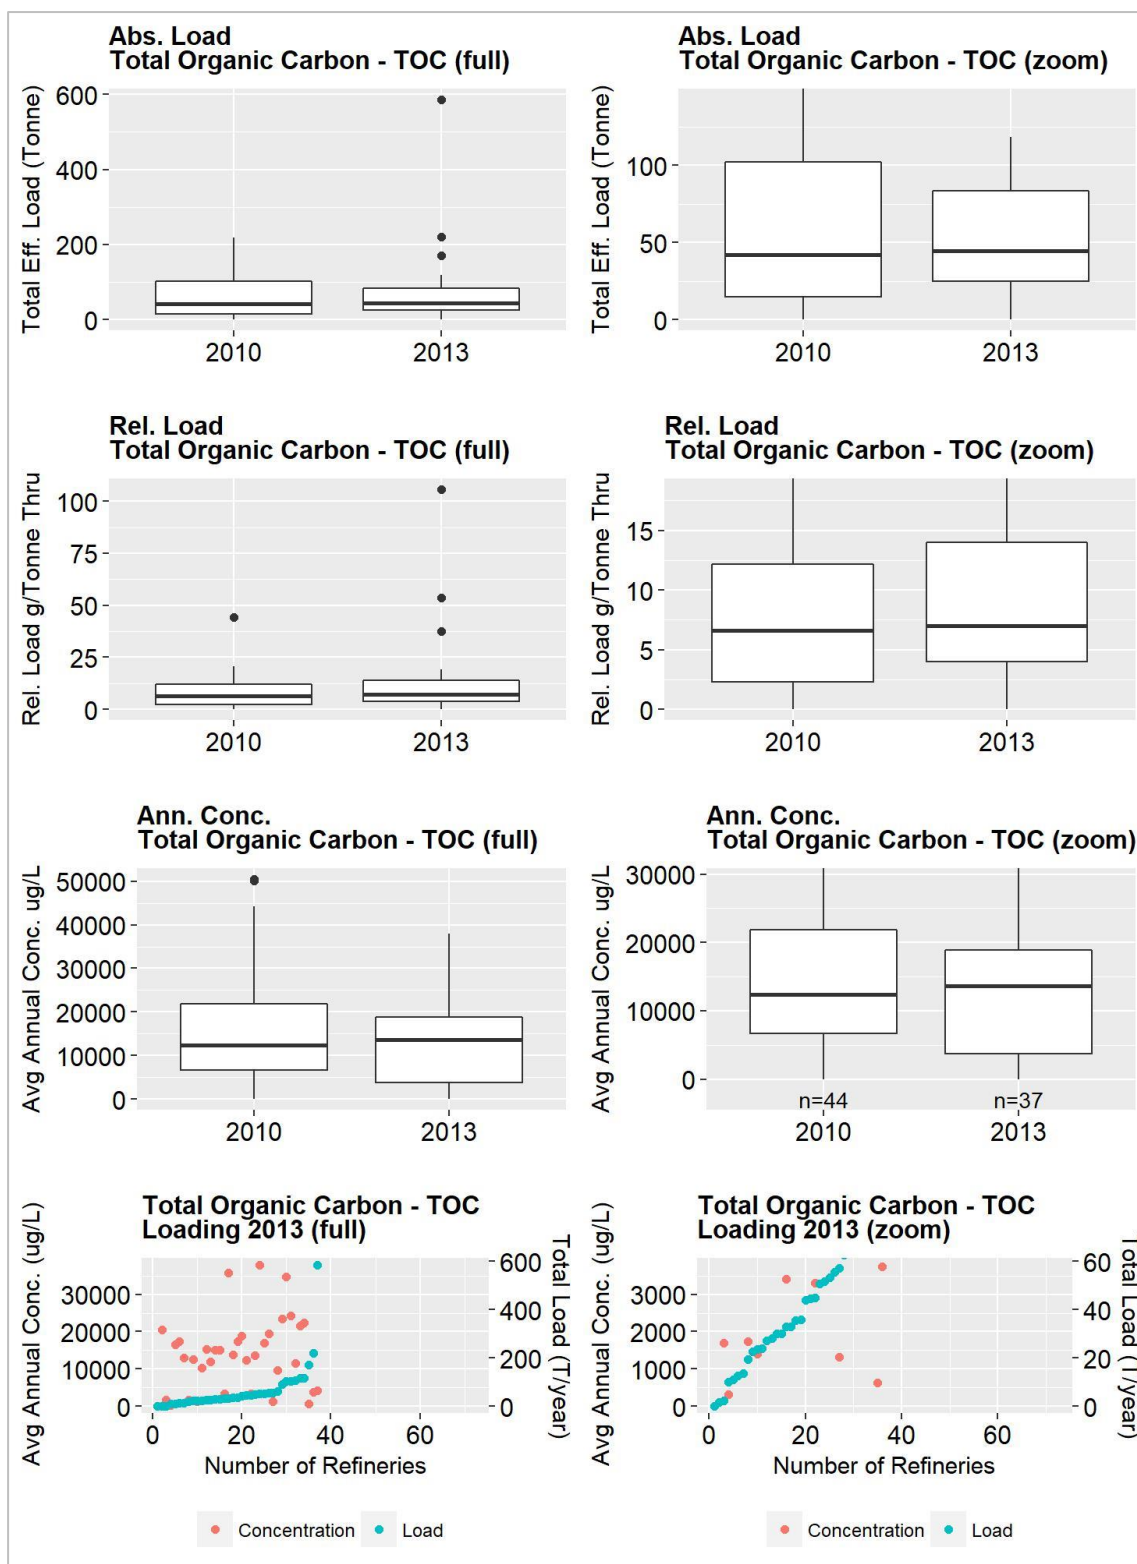 Abs. Load
Total Organic Carbon - TOC (full)
Total Eff. Load (Tonne)
600
400
200
0
2010
2013
Abs. Load
Total Organic Carbon - TOC (zoom)
Total Eff. Load (Tonne)
100
50
0
2010
2013
Rel. Load
Total Organic Carbon - TOC (full)
Rel. Load g/Tonne Thru
100
75
50
25
0
2010
2013
Rel. Load
Total Organic Carbon - TOC (zoom)
Rel. Load g/Tonne Thru
15
10
5
0
2010
2013
Ann. Conc.
Total Organic Carbon - TOC (full)
Avg Annual Conc. ug/L
50000
40000
30000
20000
10000
0
2010
2013
Ann. Conc.
Total Organic Carbon - TOC (zoom)
Avg Annual Conc. ug/L
30000
20000
10000
0
n=44
n=37
2010
2013
Total Organic Carbon - TOC
Loading 2013 (full)
Avg Annual Conc. (ug/L)
30000
20000
10000
0
600
400
200
0
Total Load (T/year)
0
20
40
60
Number of Refineries
Concentration
Load
Total Organic Carbon - TOC
Loading 2013 (zoom)
Avg Annual Conc. (ug/L)
3000
2000
1000
0
60
40
20
0
Total Load (T/year)
0
20
40
60
Number of Refineries
Concentration
Load